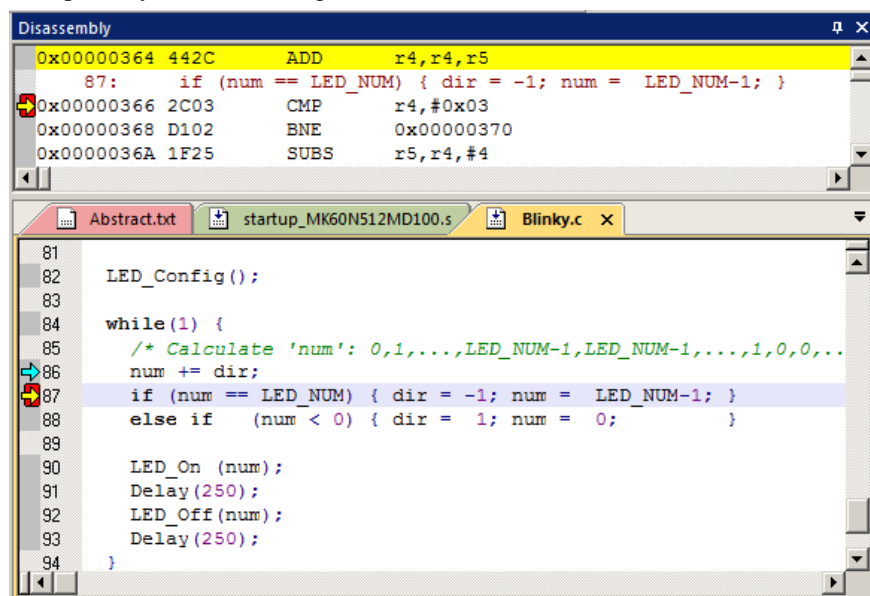 Disassembly
0x00000364 442C ADD r4,r4,r5
87: if (num == LED_NUM) { dir = -1; num = LED_NUM-1; }
0x00000366 2C03 CMP r4,#0x03
0x00000368 D102 BNE 0x00000370
0x0000036A 1F25 SUBS r5,r4,#4
Abstract.txt startup_MK60N512MD100.s Blinky.c
81
82 LED_Config();
83
84 while(1) {
85 /* Calculate 'num': 0,1,...,LED_NUM-1,LED_NUM-1,...,1,0,0,..
86 num += dir;
87 if (num == LED_NUM) { dir = -1; num = LED_NUM-1; }
88 else if (num < 0) { dir = 1; num = 0; }
89
90 LED_On (num);
91 Delay(250);
92 LED_Off(num);
93 Delay(250);
94 }